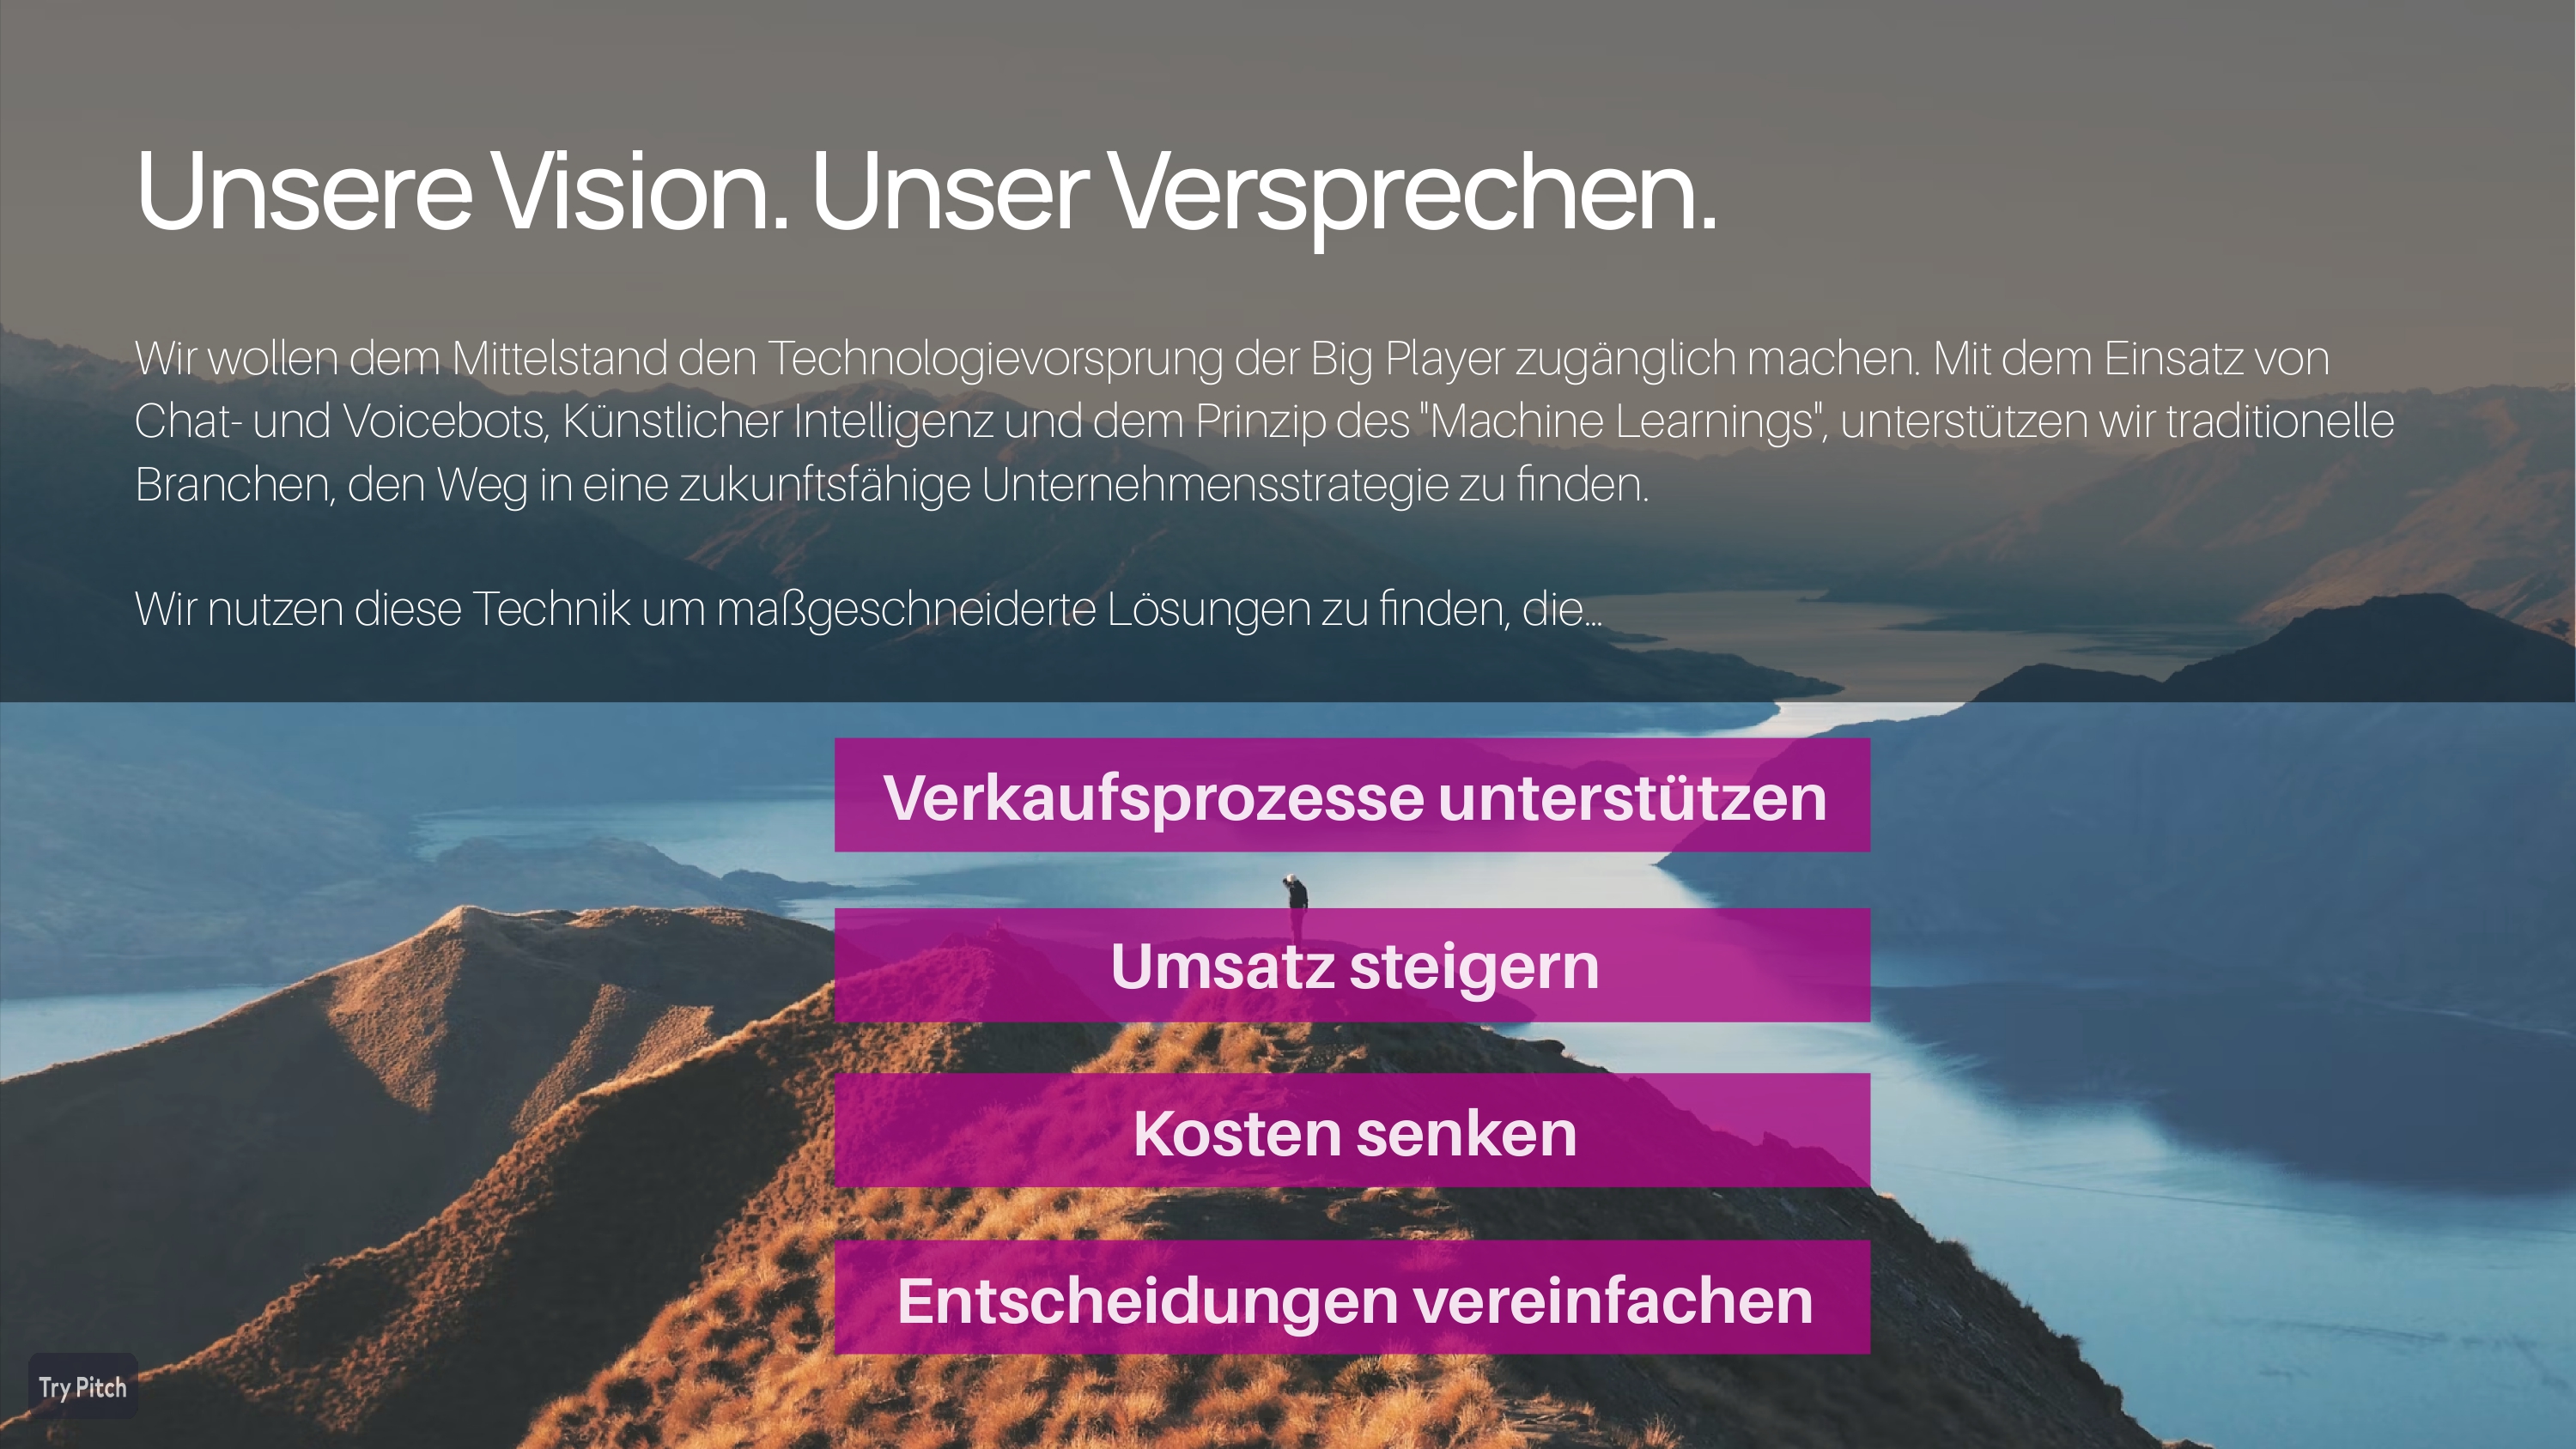 Unsere Vision. Unser Versprechen.
Wir wollen dem Mittelstand den Technologievorsprung der Big Player zugänglich machen. Mit dem Einsatz von
Chat- und Voicebots, Künstlicher Intelligenz und dem Prinzip des "Machine Learnings", unterstützen wir traditionelle
Branchen, den Weg in eine zukunftsfähige Unternehmensstrategie zu finden.
Wir nutzen diese Technik um maßgeschneiderte Lösungen zu finden, die...
Verkaufsprozesse unterstützen
Umsatz steigern
Kosten senken
Entscheidungen vereinfachen
Try Pitch